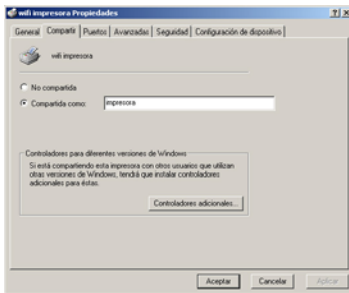 wifi impresora Propiedades
General Compartir Puertos Avanzadas Seguridad Configuración de dispositivo
wifi impresora
No compartida
Compartida como: impresora
Controladores para diferentes versiones de Windows
Si está compartiendo esta impresora con otros usuarios que utilizan
otras versiones de Windows, tendrá que instalar controladores
adicionales para éstas.
Controladores adicionales...
Aceptar Cancelar Aplicar